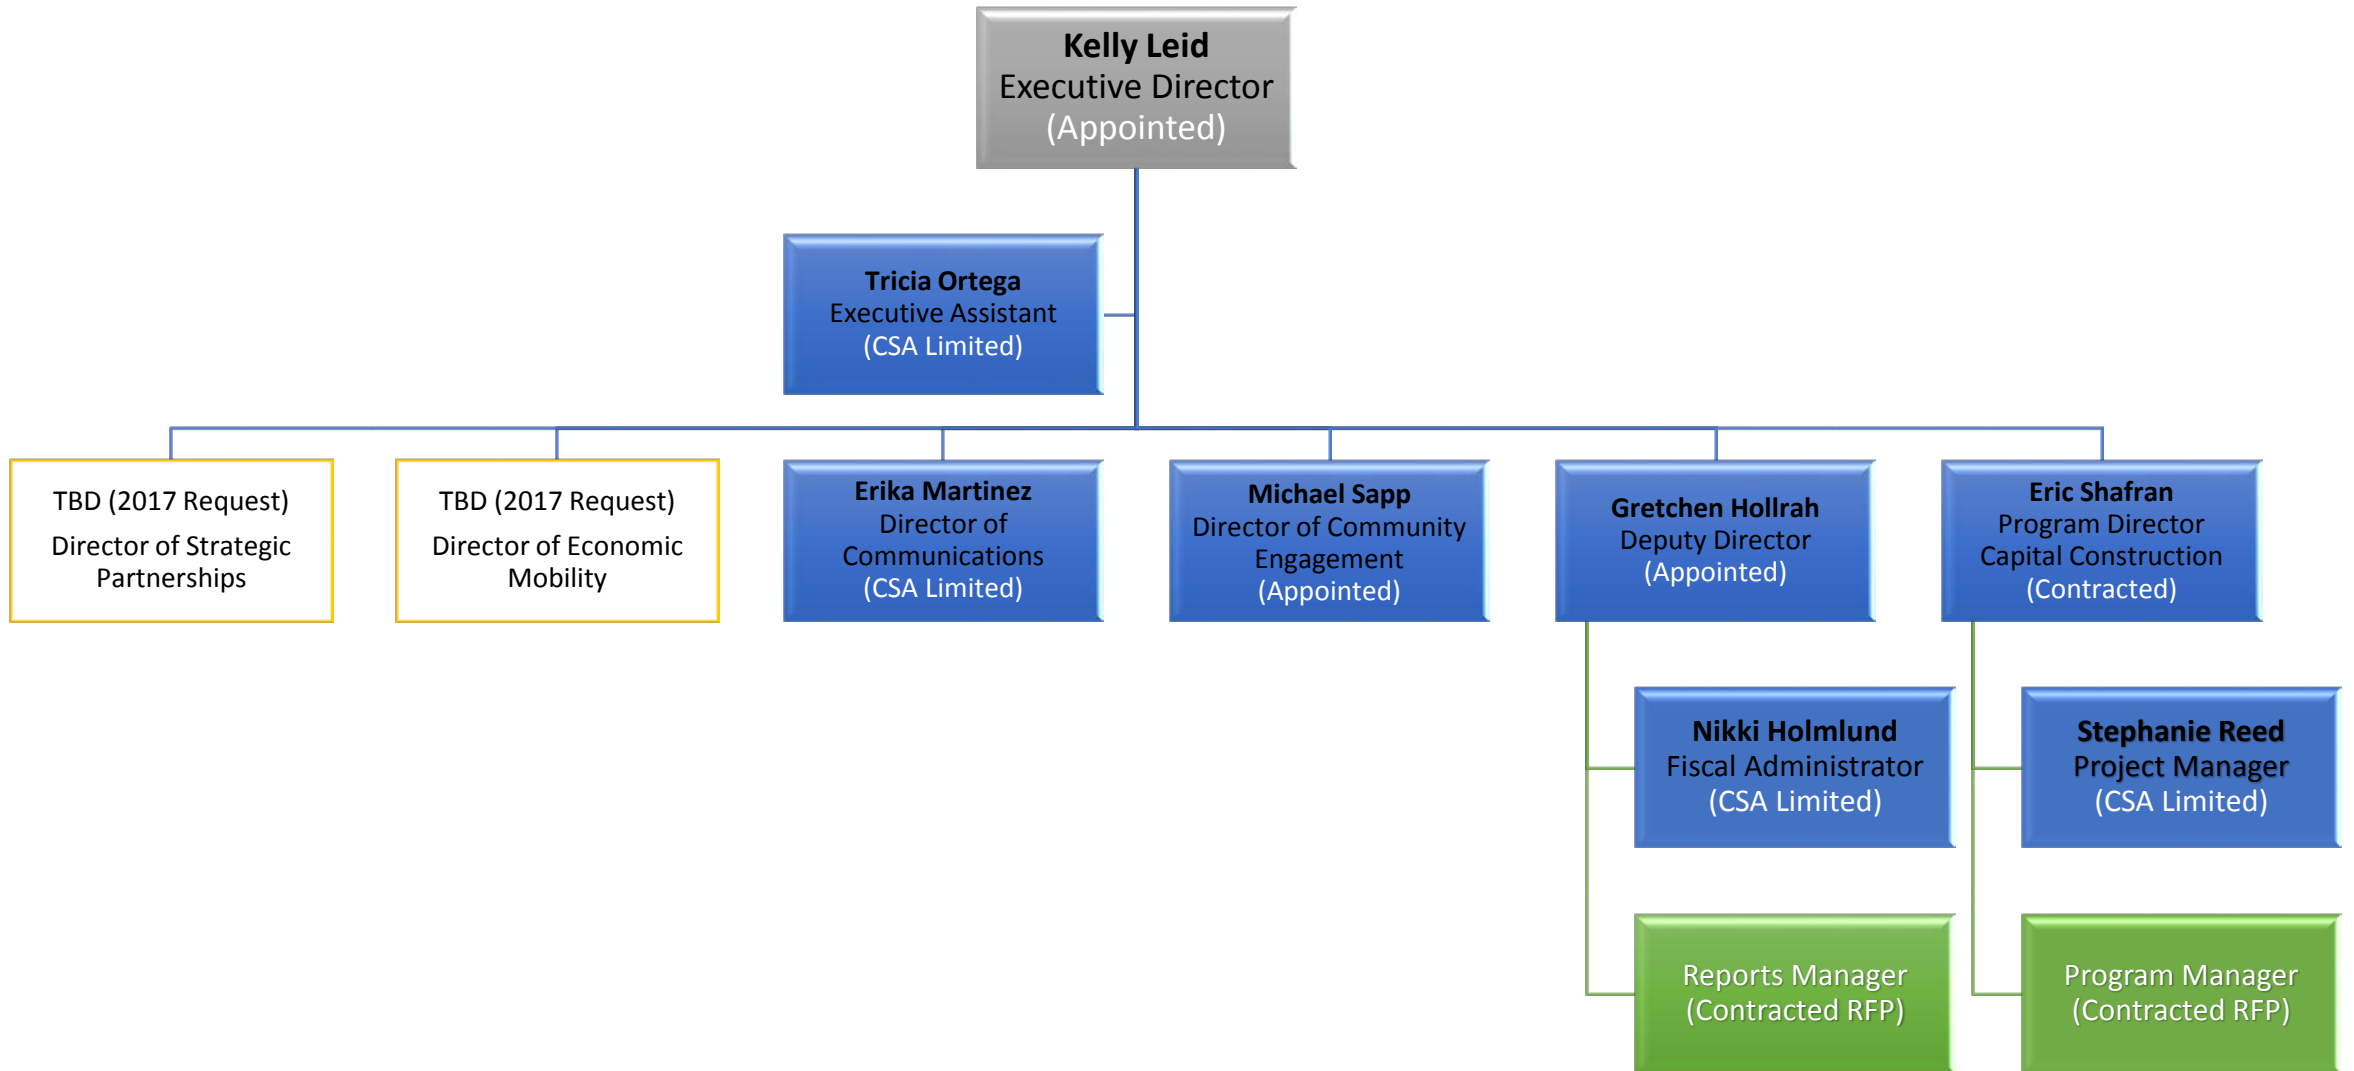 Kelly Leid
Executive Director
(Appointed)
Tricia Ortega
Executive Assistant
(CSA Limited)
TBD (2017 Request)
Director of Strategic
Partnerships
TBD (2017 Request)
Director of Economic
Mobility
Erika Martinez
Director of
Communications
(CSA Limited)
Michael Sapp
Director of Community
Engagement
(Appointed)
Gretchen Hollrah
Deputy Director
(Appointed)
Eric Shafran
Program Director
Capital Construction
(Contracted)
Nikki Holmlund
Fiscal Administrator
(CSA Limited)
Stephanie Reed
Project Manager
(CSA Limited)
Reports Manager
(Contracted RFP)
Program Manager
(Contracted RFP)